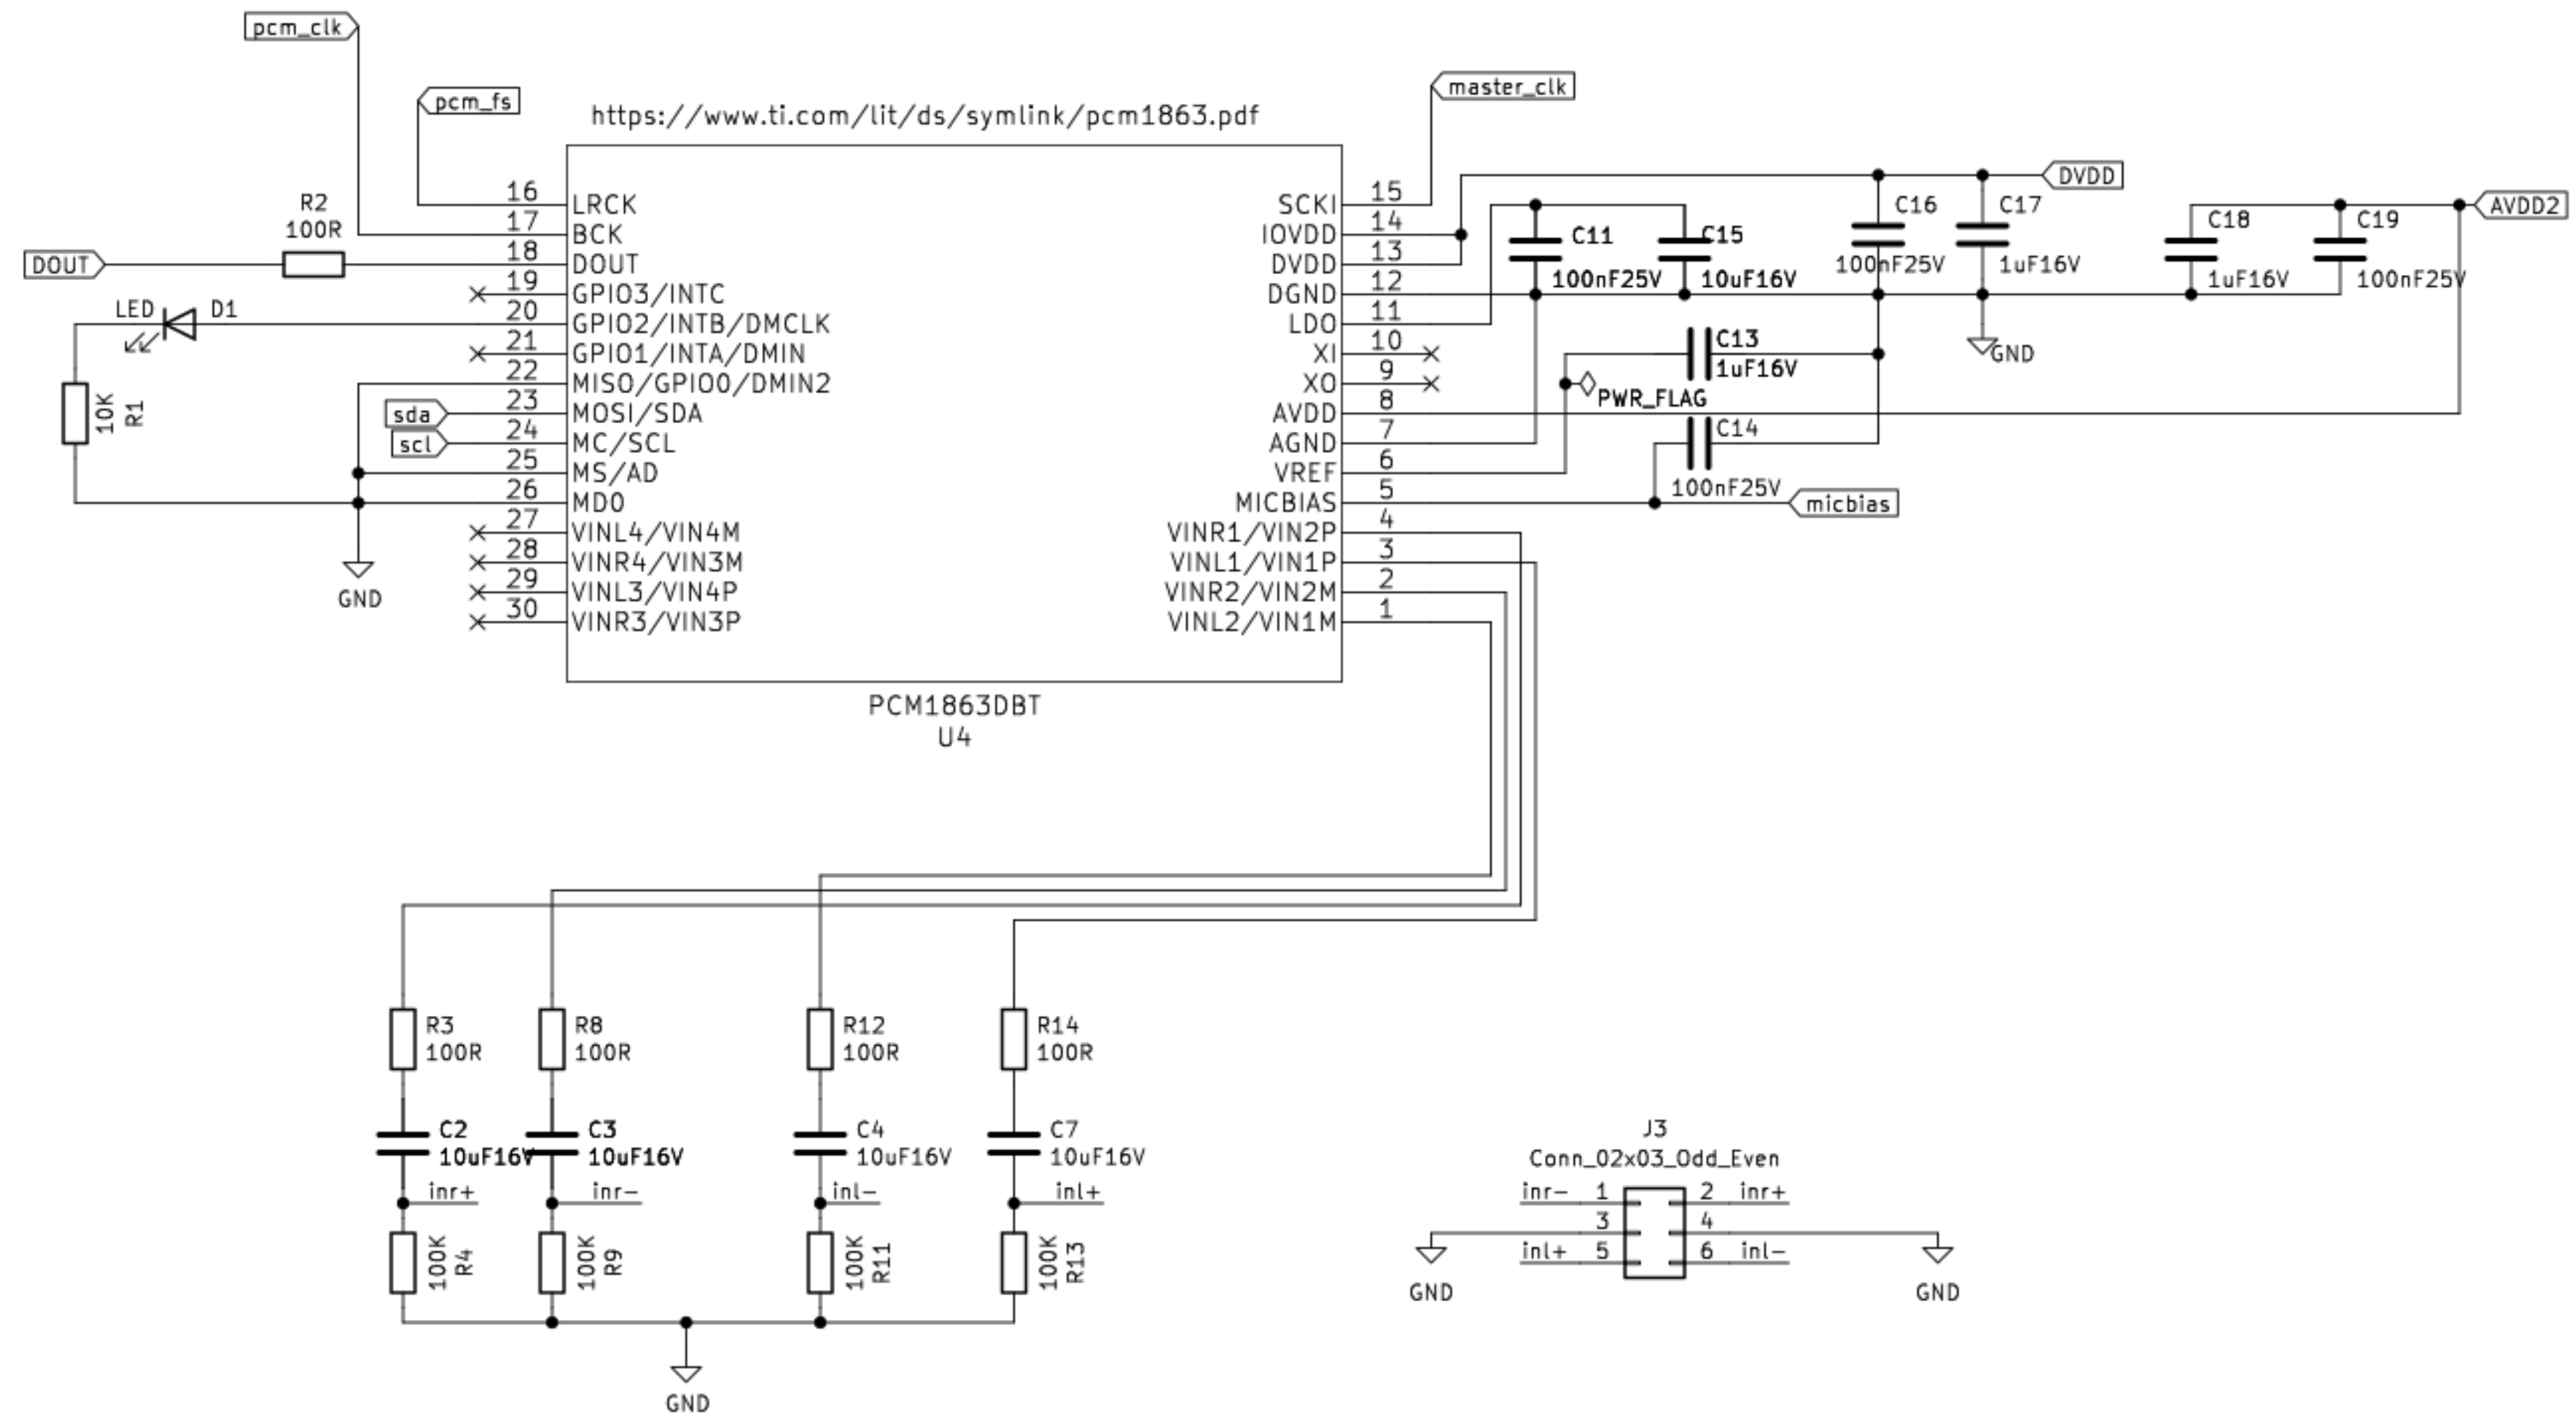 pcm_clk
pcm_fs
master_clk
https://www.ti.com/lit/ds/symlink/pcm1863.pdf
R2
100R
DOUT
LED
D1
10K
R1
sda
scl
GND
16
LRCK
17
BCK
18
DOUT
19
GPIO3/INTC
20
GPIO2/INTB/DMCLK
21
GPIO1/INTA/DMIN
22
MISO/GPIO0/DMIN2
23
MOSI/SDA
24
MC/SCL
25
MS/AD
26
MD0
27
VINL4/VIN4M
28
VINR4/VIN3M
29
VINL3/VIN4P
30
VINR3/VIN3P
SCKI
15
IOVDD
14
DVDD
13
DGND
12
LDO
11
XI
10
XO
9
AVDD
8
AGND
7
VREF
6
MICBIAS
5
VINR1/VIN2P
4
VINL1/VIN1P
3
VINR2/VIN2M
2
VINL2/VIN1M
1
PCM1863DBT
U4
C11
100nF25V
C15
10uF16V
C16
100nF25V
C17
1uF16V
DVDD
C18
1uF16V
C19
100nF25V
AVDD2
GND
C13
1uF16V
PWR_FLAG
C14
100nF25V
micbias
R3
100R
R8
100R
R12
100R
R14
100R
C2
10uF16V
C3
10uF16V
C4
10uF16V
C7
10uF16V
inr+
inr-
inl-
inl+
100K
R4
100K
R9
100K
R11
100K
R13
GND
J3
Conn_02x03_Odd_Even
inr- 1
2 inr+
3
4
inl+ 5
6 inl-
GND
GND